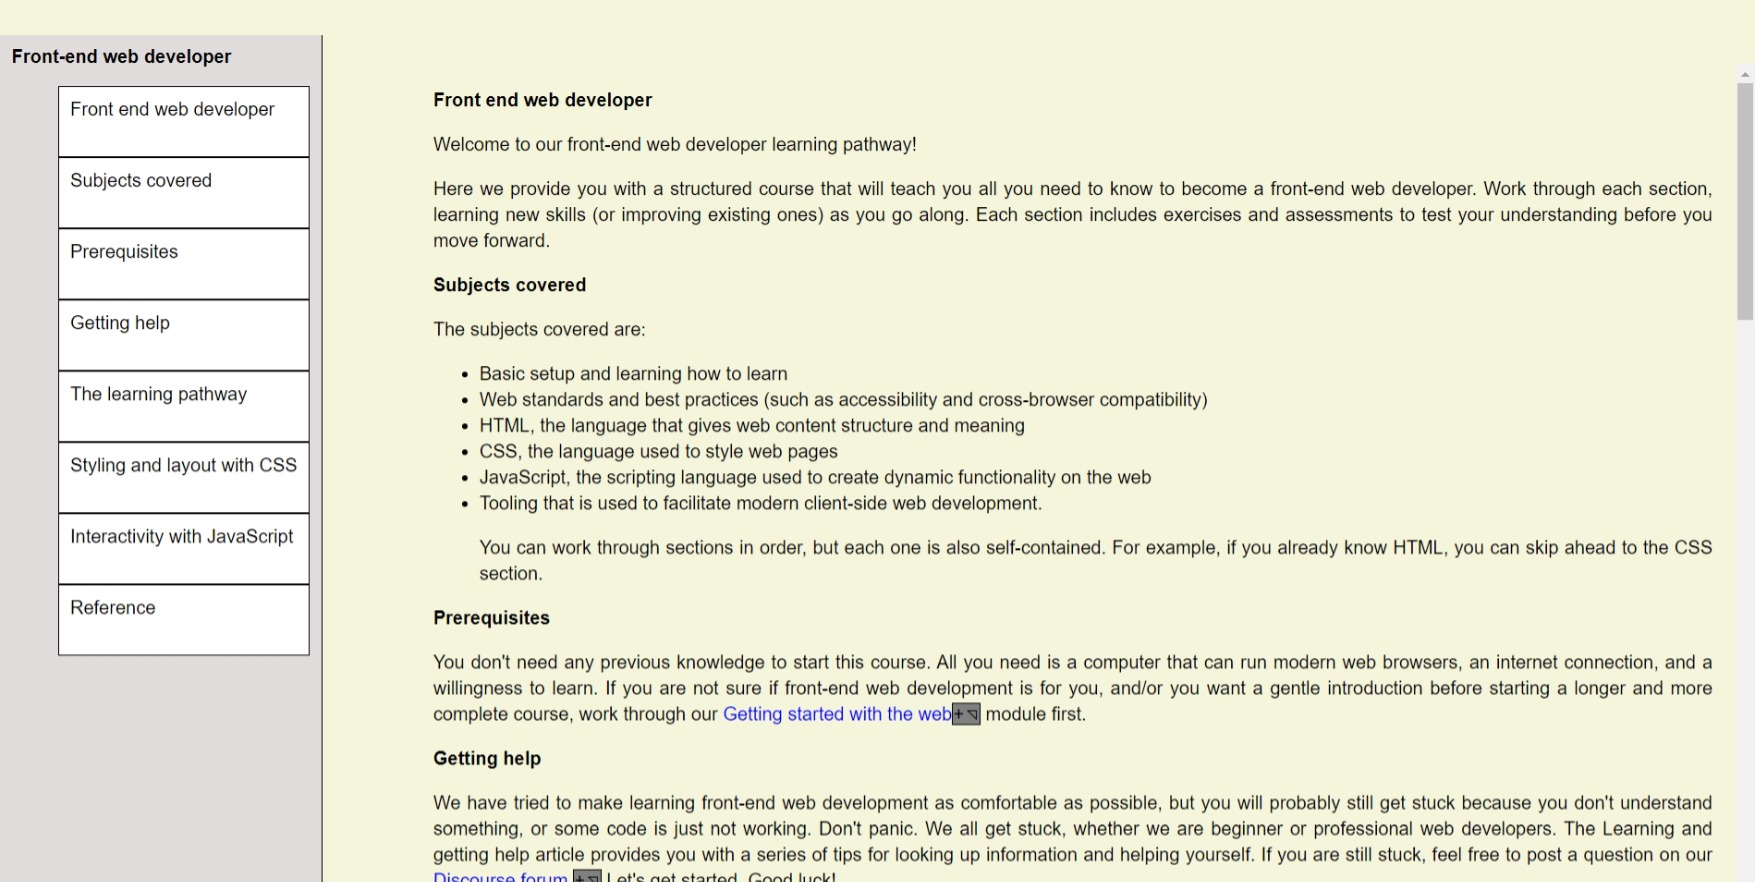 Front-end web developer
Front end web developer
Subjects covered
Prerequisites
Getting help
The learning pathway
Styling and layout with CSS
Interactivity with JavaScript
Reference
Front end web developer
Welcome to our front-end web developer learning pathway!
Here we provide you with a structured course that will teach you all you need to know to become a front-end web developer. Work through each section,
learning new skills (or improving existing ones) as you go along. Each section includes exercises and assessments to test your understanding before you
move forward.
Subjects covered
The subjects covered are:
• Basic setup and learning how to learn
• Web standards and best practices (such as accessibility and cross-browser compatibility)
• HTML, the language that gives web content structure and meaning
• CSS, the language used to style web pages
• JavaScript, the scripting language used to create dynamic functionality on the web
• Tooling that is used to facilitate modern client-side web development.
You can work through sections in order, but each one is also self-contained. For example, if you already know HTML, you can skip ahead to the CSS
section.
Prerequisites
You don't need any previous knowledge to start this course. All you need is a computer that can run modern web browsers, an internet connection, and a
willingness to learn. If you are not sure if front-end web development is for you, and/or you want a gentle introduction before starting a longer and more
complete course, work through our Getting started with the web module first.
Getting help
We have tried to make learning front-end web development as comfortable as possible, but you will probably still get stuck because you don't understand
something, or some code is just not working. Don't panic. We all get stuck, whether we are beginner or professional web developers. The Learning and
getting help article provides you with a series of tips for looking up information and helping yourself. If you are still stuck, feel free to post a question on our
Discourse forum. Let's get started. Good luck!